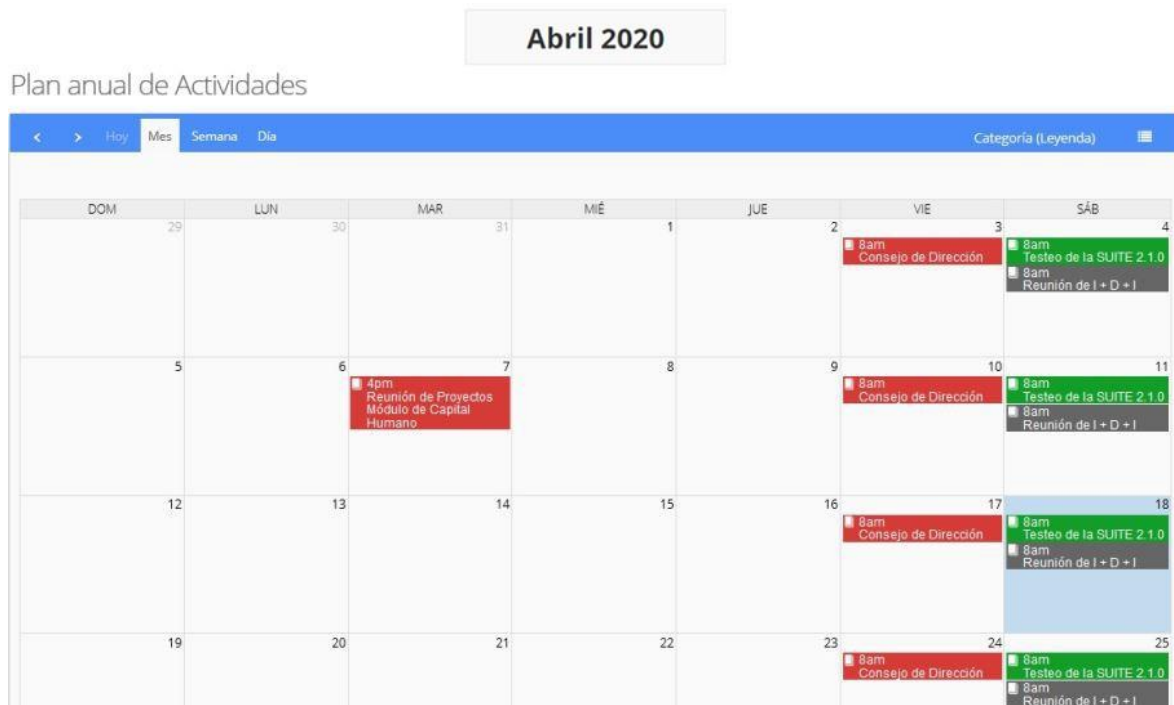 Abril 2020
Plan anual de Actividades
< > Hoy Mes Semana Día Categoría (Leyenda)
DOM LUN MAR MIÉ JUE VIE SÁB
29 30 31 1 2 3 4
8am
Consejo de Dirección
8am
Testeo de la SUITE 2.1.0
8am
Reunión de I + D + I
5 6 7 8 9 10 11
4pm
Reunión de Proyectos
Módulo de Capital
Humano
8am
Consejo de Dirección
8am
Testeo de la SUITE 2.1.0
8am
Reunión de I + D + I
12 13 14 15 16 17 18
8am
Consejo de Dirección
8am
Testeo de la SUITE 2.1.0
8am
Reunión de I + D + I
19 20 21 22 23 24 25
8am
Consejo de Dirección
8am
Testeo de la SUITE 2.1.0
8am
Reunión de I + D + I